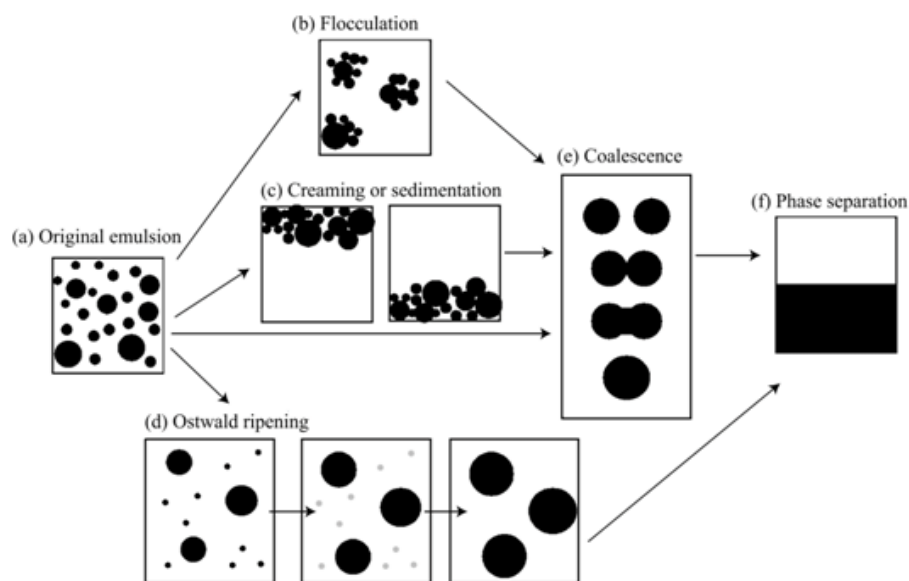 (b) Flocculation
(e) Coalescence
(c) Creaming or sedimentation
(f) Phase separation
(a) Original emulsion
(d) Ostwald ripening